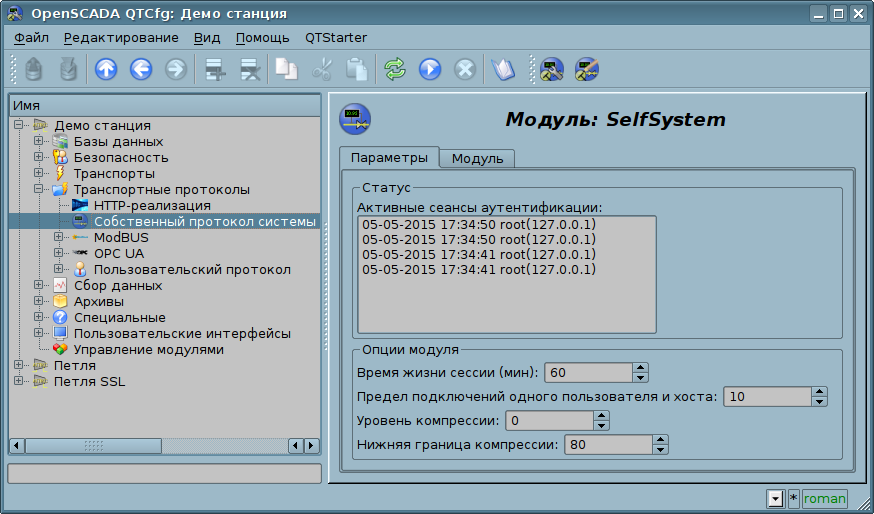 OpenSCADA QTCfg: Демо станция
Файл Редактирование Вид Помощь QTStarter
Имя
Демо станция
Базы данных
Безопасность
Транспорты
Транспортные протоколы
HTTP-реализация
Собственный протокол системы
ModBUS
OPC UA
Пользовательский протокол
Сбор данных
Архивы
Специальные
Пользовательские интерфейсы
Управление модулями
Петля
Петля SSL
Модуль: SelfSystem
Параметры Модуль
Статус
Активные сеансы аутентификации:
05-05-2015 17:34:50 root(127.0.0.1)
05-05-2015 17:34:50 root(127.0.0.1)
05-05-2015 17:34:41 root(127.0.0.1)
05-05-2015 17:34:41 root(127.0.0.1)
Опции модуля
Время жизни сессии (мин): 60
Предел подключений одного пользователя и хоста: 10
Уровень компрессии: 0
Нижняя граница компрессии: 80
* roman